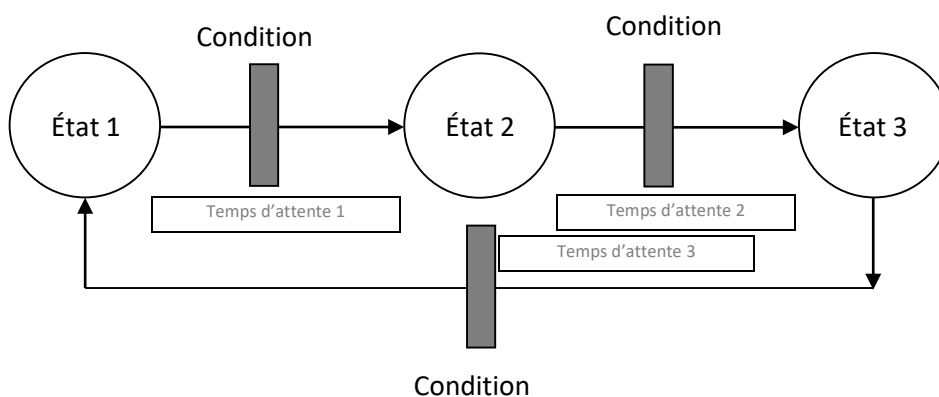 Condition
Condition
État 1
État 2
État 3
Temps d’attente 1
Temps d’attente 2
Temps d’attente 3
Condition